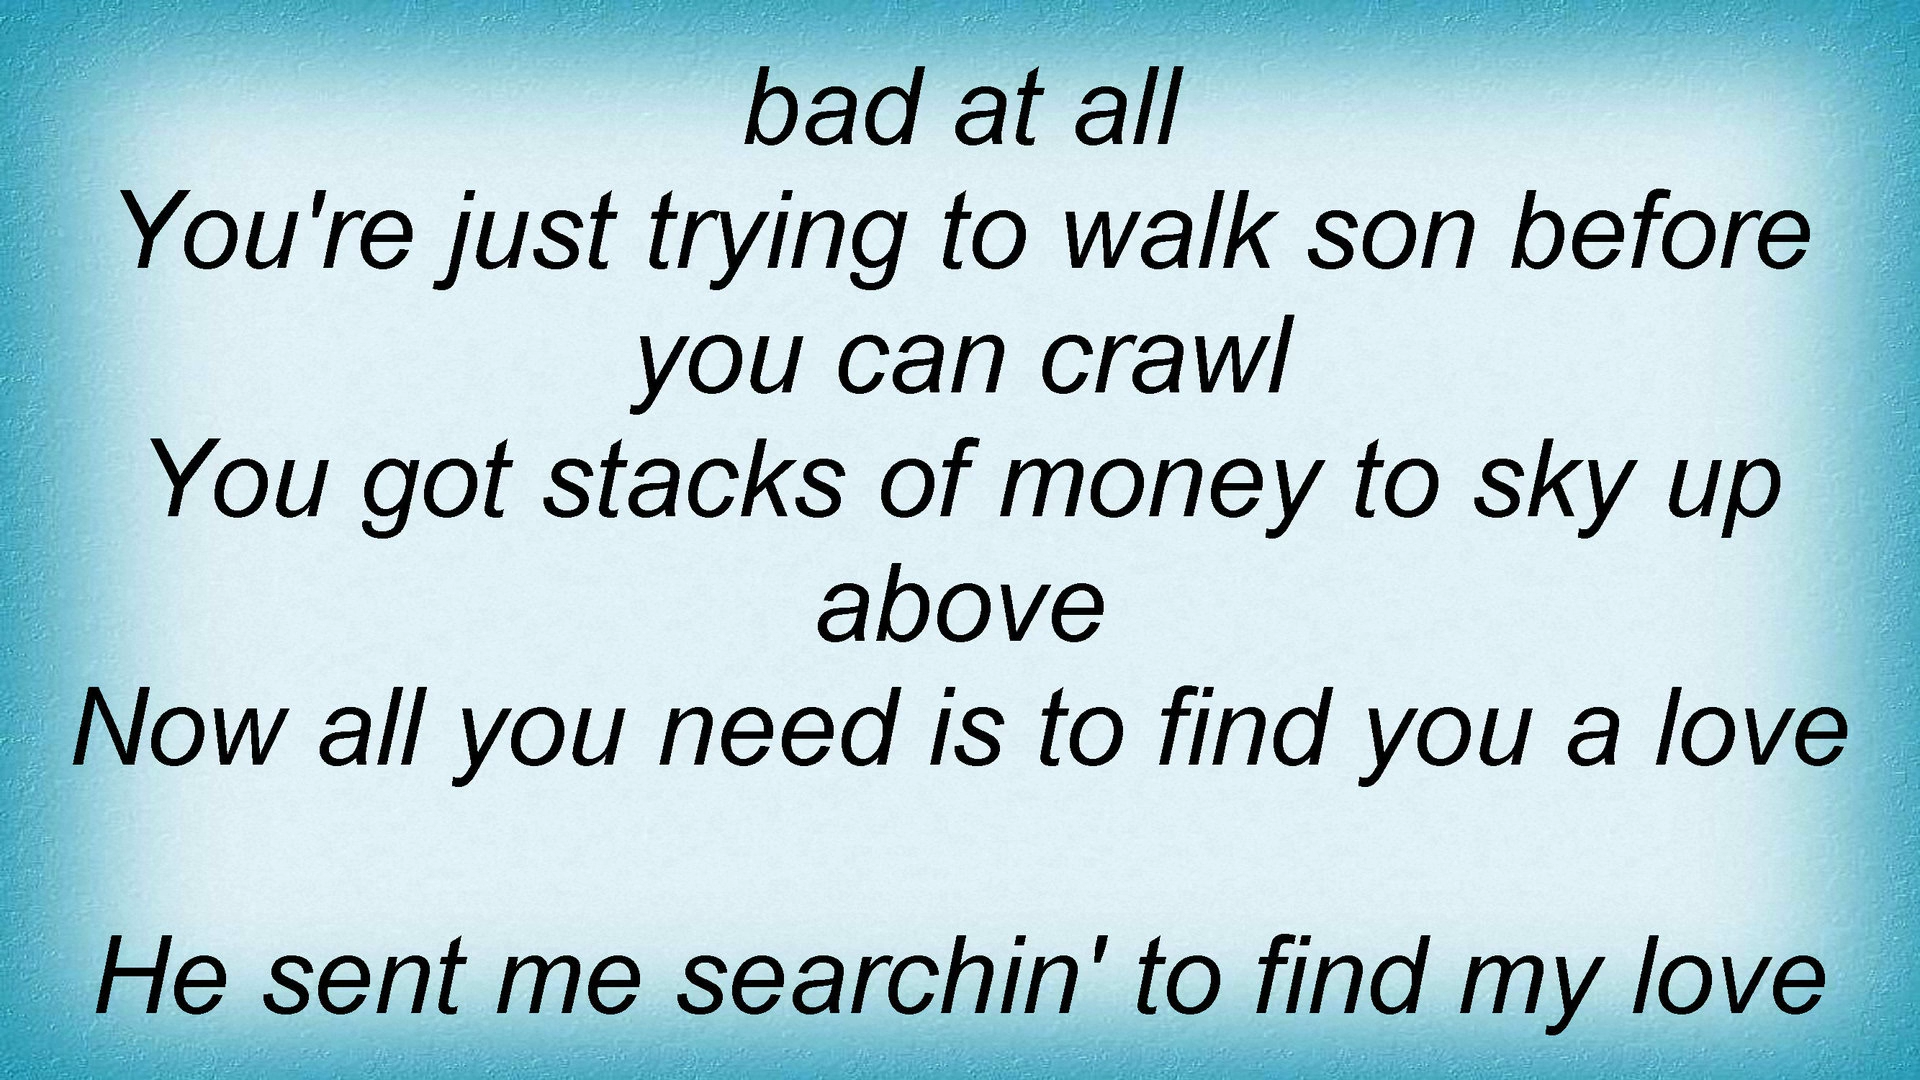 bad at all
You're just trying to walk son before
you can crawl
You got stacks of money to sky up
above
Now all you need is to find you a love
He sent me searchin' to find my love